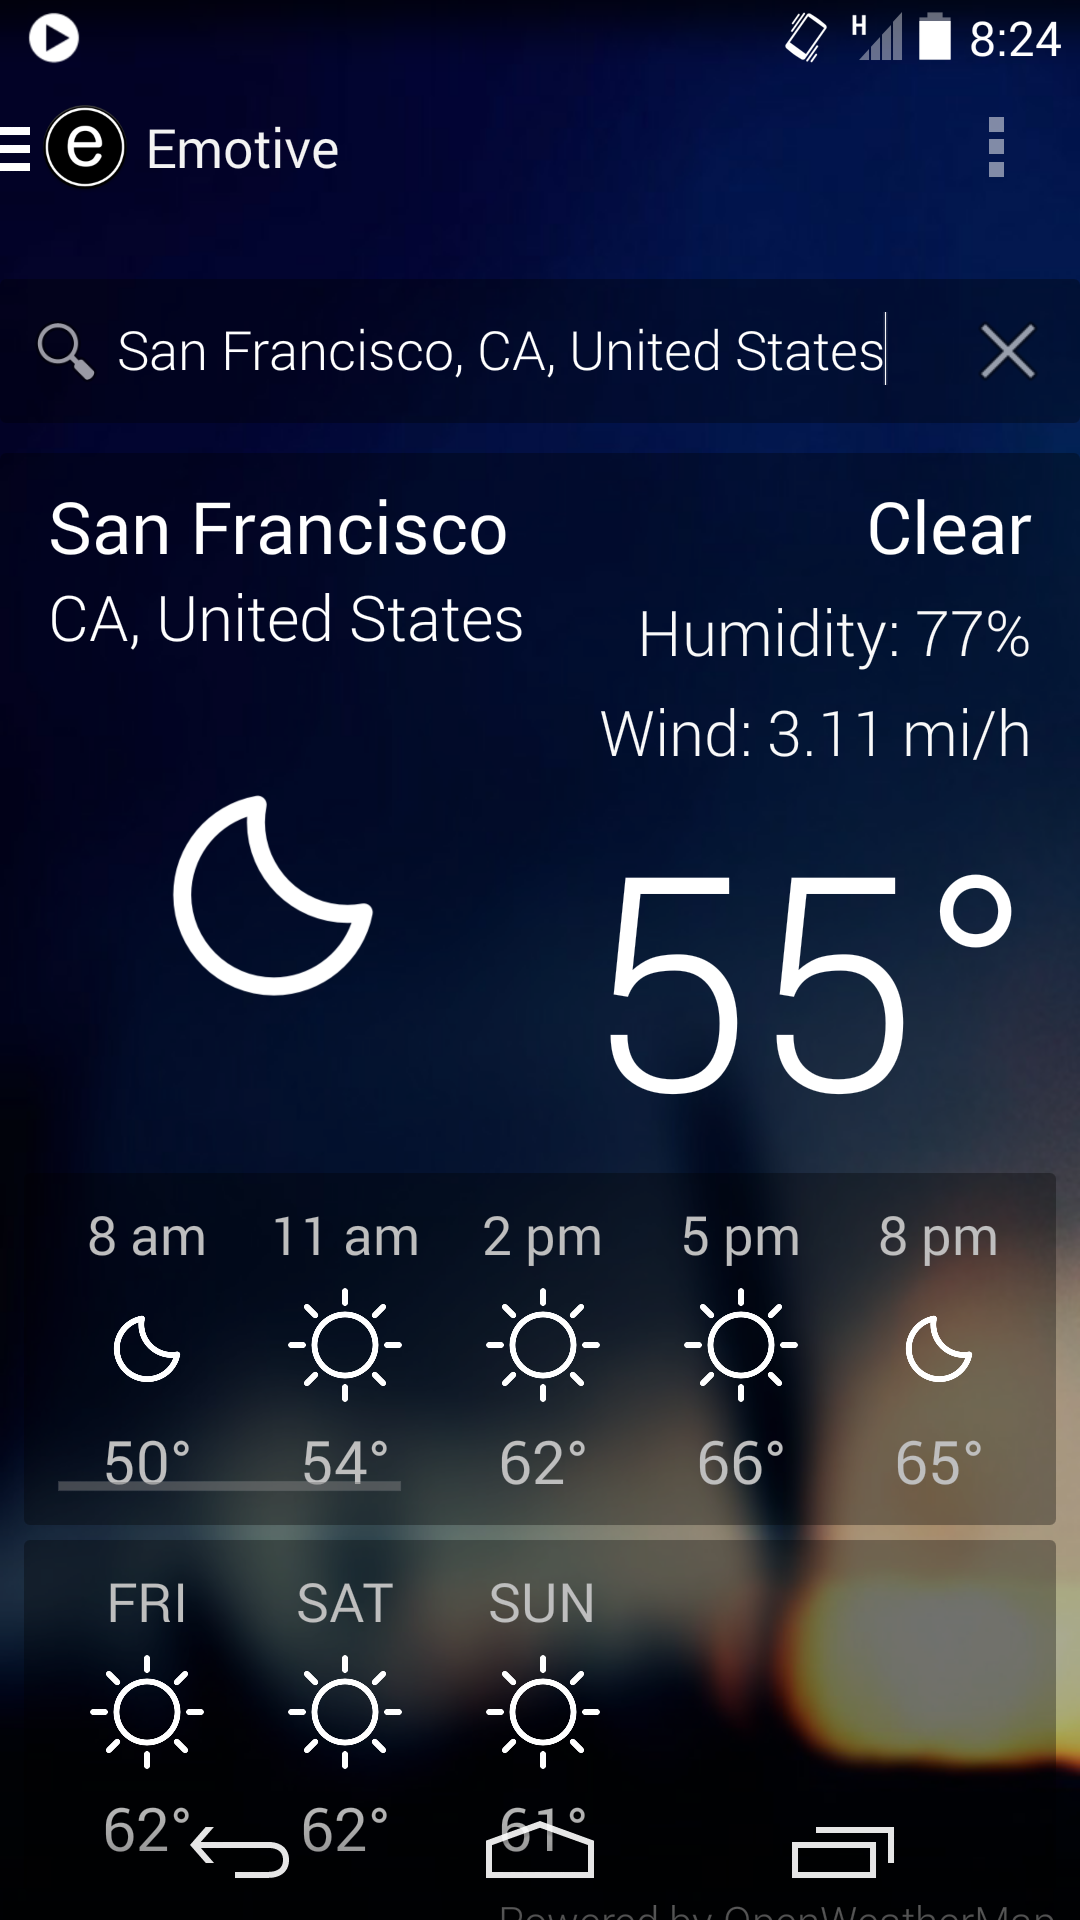 H 8:24
e Emotive
San Francisco, CA, United States
San Francisco
CA, United States
Clear
Humidity: 77%
Wind: 3.11 mi/h
55°
8 am 11 am 2 pm 5 pm 8 pm
50° 54° 62° 66° 65°
FRI SAT SUN
62° 62° 61°
Powered by OpenWeatherMap